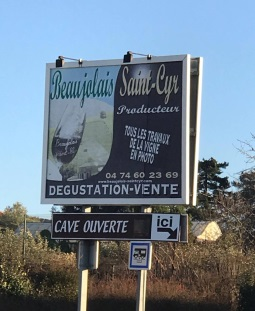 Beaujolais Saint-Cyr
Producteur
TOUS LES TRAVAUX
DE LA VIGNE
EN PHOTO
04 74 60 23 69
DEGUSTATION-VENTE
CAVE OUVERTE ici